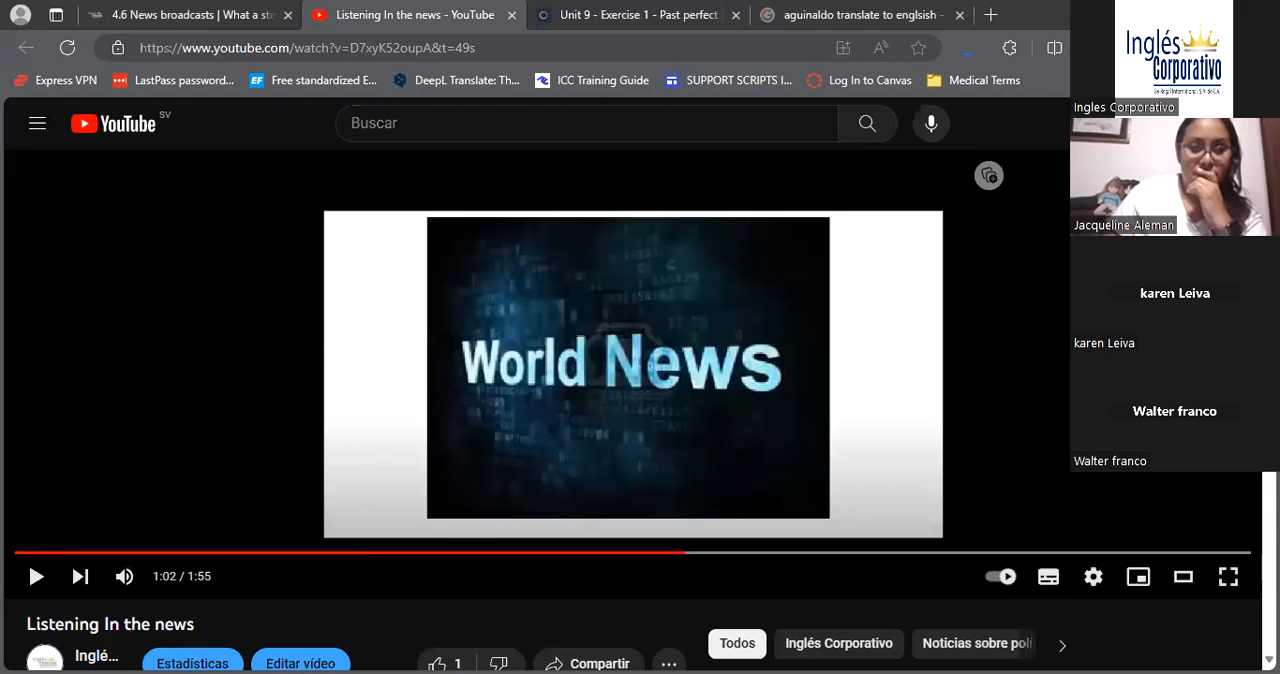 4.6 News broadcasts | What a ste
Listening In the news - YouTube
Unit 9 - Exercise 1 - Past perfect
aguinaldo translate to englsish -
https://www.youtube.com/watch?v=D7xyK52oupA&t=49s
Express VPN
LastPass password...
Free standardized E...
DeepL Translate: Th...
ICC Training Guide
SUPPORT SCRIPTS I...
Log In to Canvas
Medical Terms
Inglés
Corporativo
Ingles Corporativo
YouTube SV
Buscar
Jacqueline Aleman
World News
karen Leiva
karen Leiva
Walter franco
Walter franco
1:02 / 1:55
Listening In the news
Inglé...
Estadísticas
Editar vídeo
1
Compartir
Todos
Inglés Corporativo
Noticias sobre polí